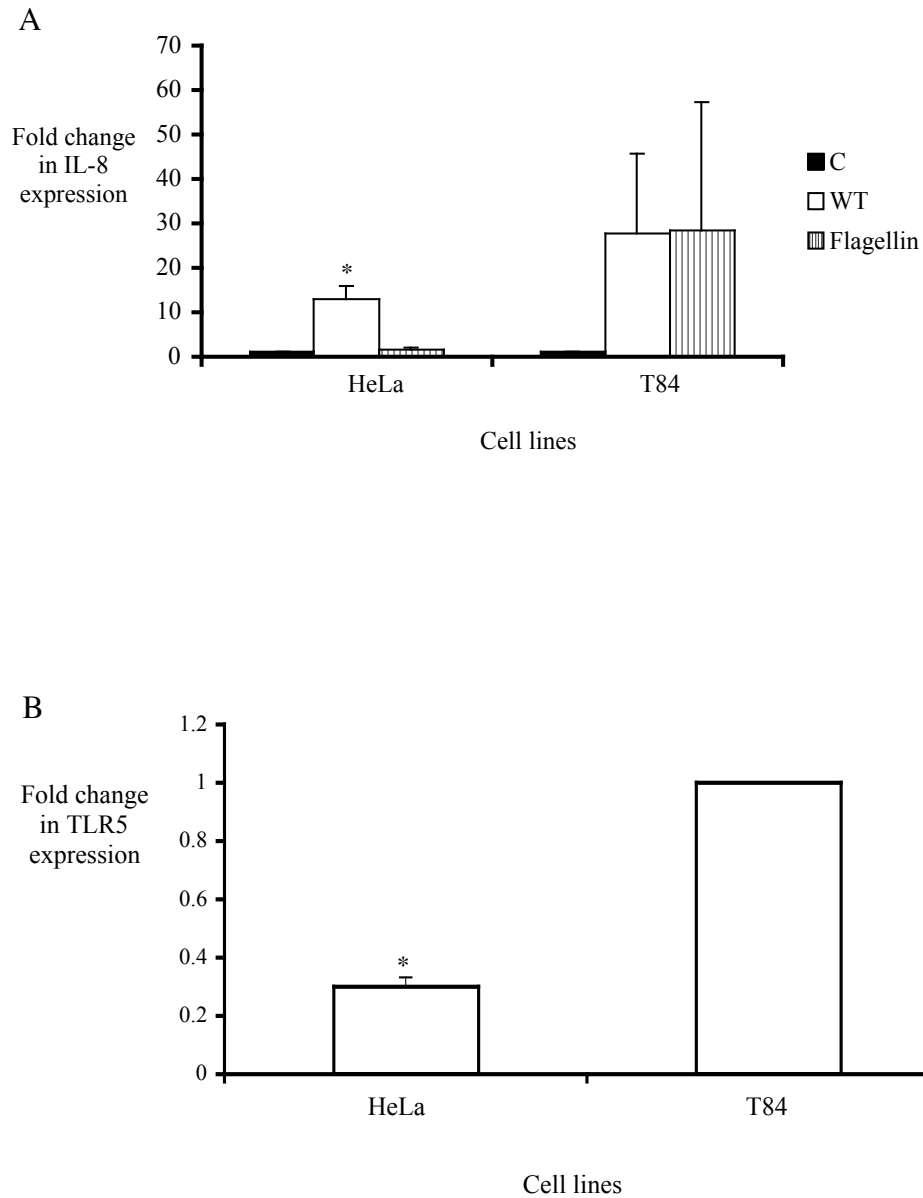 A
Fold change
in IL-8
expression
70
60
50
40
30
20
10
0
*
C
WT
Flagellin
HeLa
T84
Cell lines
B
Fold change
in TLR5
expression
1.2
1
0.8
0.6
0.4
0.2
0
*
HeLa
T84
Cell lines